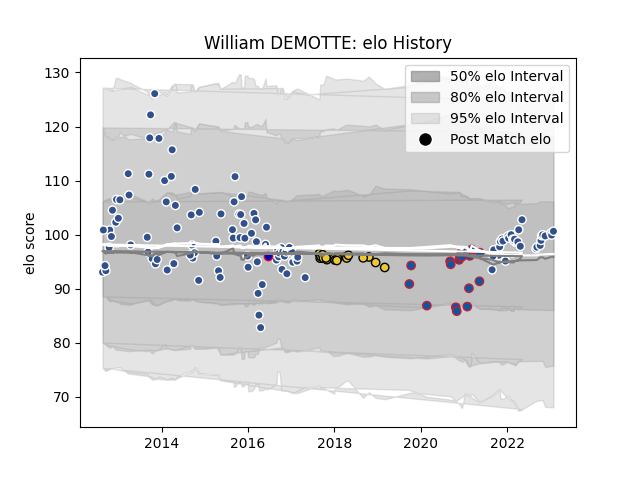 William DEMOTTE: elo History
50% elo Interval
80% elo Interval
95% elo Interval
Post Match elo
elo score
130
120
110
100
90
80
70
2014
2016
2018
2020
2022